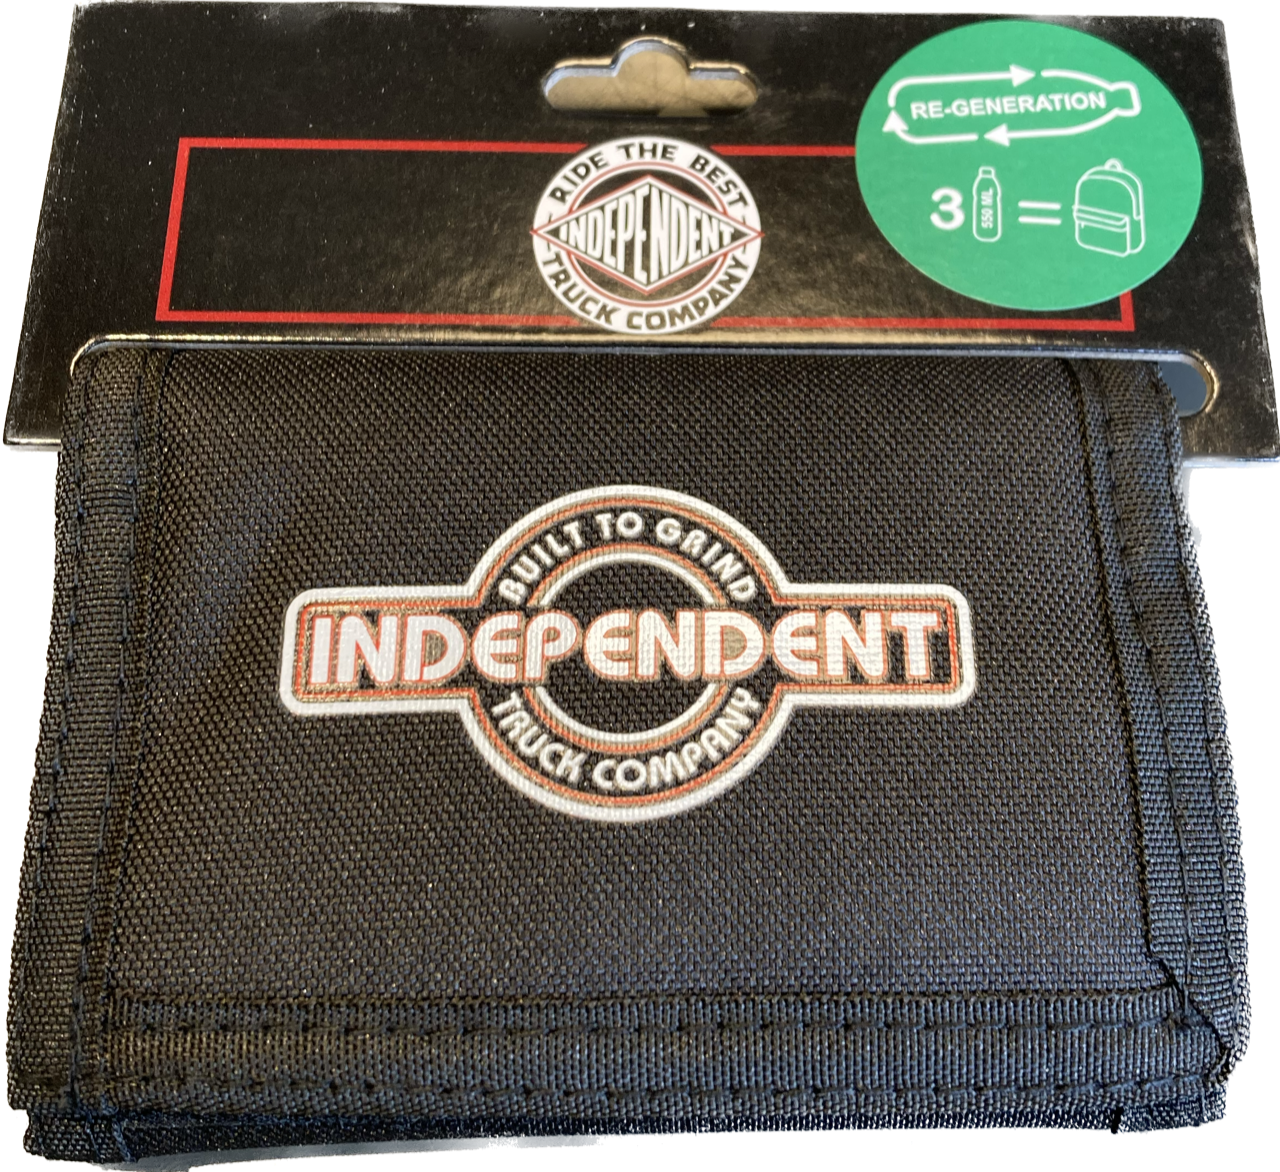 RE-GENERATION
3 550 ML =
RIDE THE BEST
INDEPENDENT
TRUCK COMPANY
BUILT TO GRIND
INDEPENDENT
TRUCK COMPANY